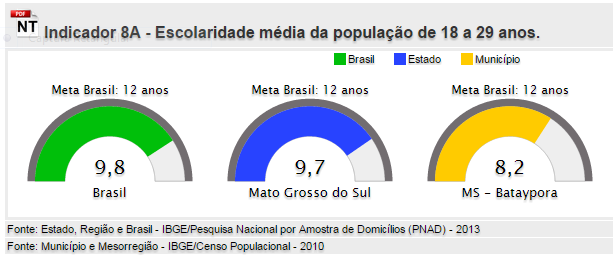 PDF
NT
Indicador 8A - Escolaridade média da população de 18 a 29 anos.
Brasil Estado Município
Meta Brasil: 12 anos
9,8
Brasil
Meta Brasil: 12 anos
9,7
Mato Grosso do Sul
Meta Brasil: 12 anos
8,2
MS - Bataypora
Fonte: Estado, Região e Brasil - IBGE/Pesquisa Nacional por Amostra de Domicílios (PNAD) - 2013
Fonte: Município e Mesorregião - IBGE/Censo Populacional - 2010